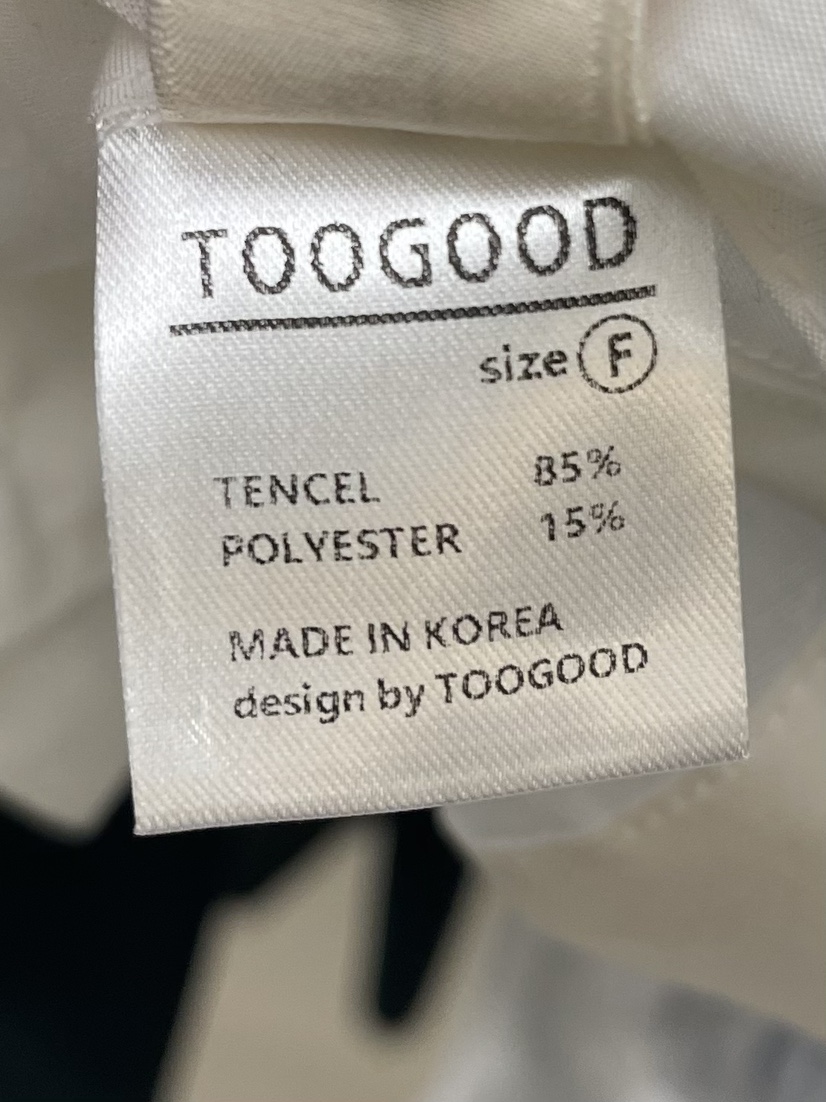 TOOGOOD
size F
TENCEL 85%
POLYESTER 15%
MADE IN KOREA
design by TOOGOOD